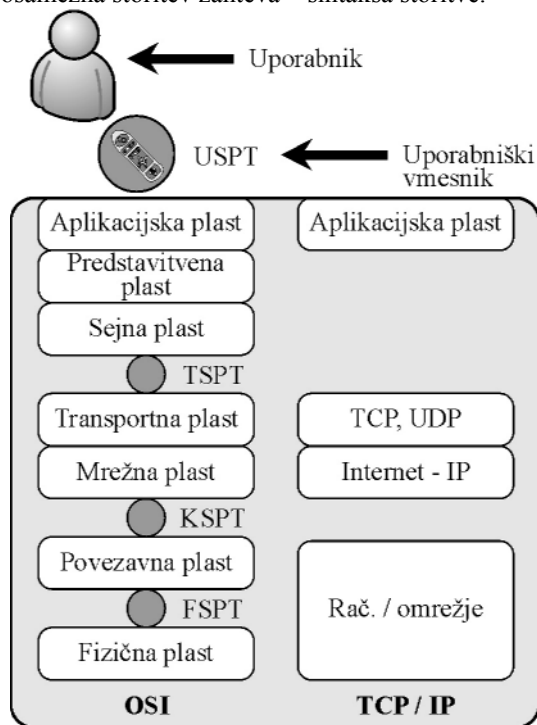 storitev zahteva – sintaksa storitve.
Uporabnik
USPT
Uporabniški
vmesnik
Aplikacijska plast
Aplikacijska plast
Predstavitvena
plast
Sejna plast
TSPT
Transportna plast
TCP, UDP
Mrežna plast
Internet - IP
KSPT
Povezavna plast
FSPT
Rač. / omrežje
Fizična plast
OSI
TCP / IP